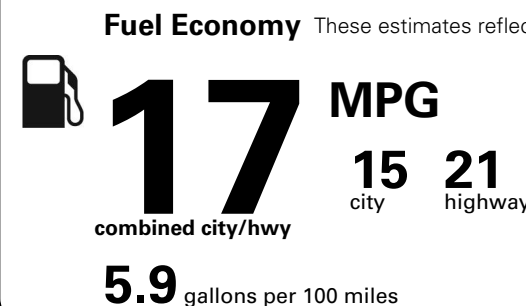 Fuel Economy These estimates reflec
17 MPG
15 21
city highway
combined city/hwy
5.9 gallons per 100 miles